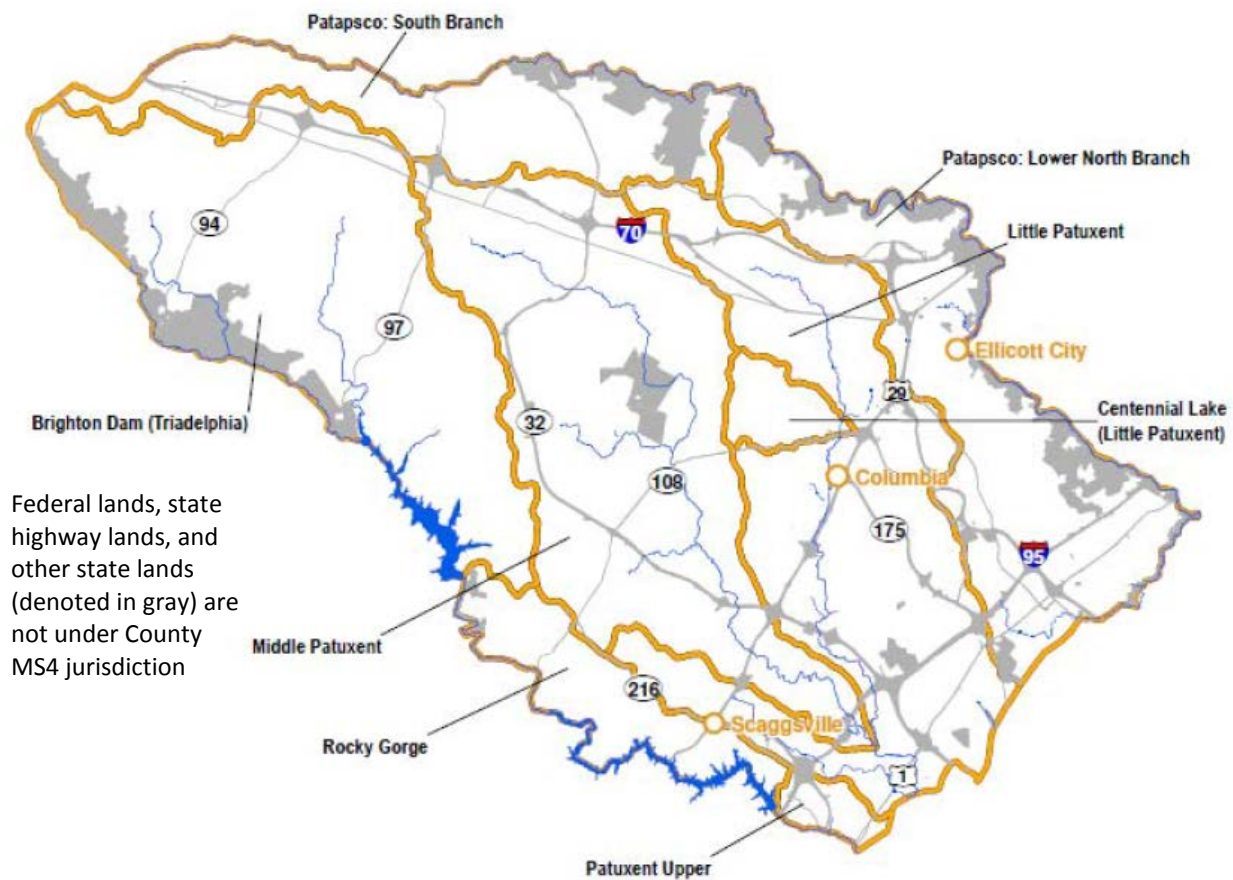 Patapsco: South Branch
Patapsco: Lower North Branch
Little Patuxent
94
70
97
Ellicott City
29
Brighton Dam (Triadelphia)
32
Centennial Lake
(Little Patuxent)
108
Columbia
175
Federal lands, state
highway lands, and
other state lands
(denoted in gray) are
not under County
MS4 jurisdiction
95
Middle Patuxent
216
Scaggsville
Rocky Gorge
1
Patuxent Upper